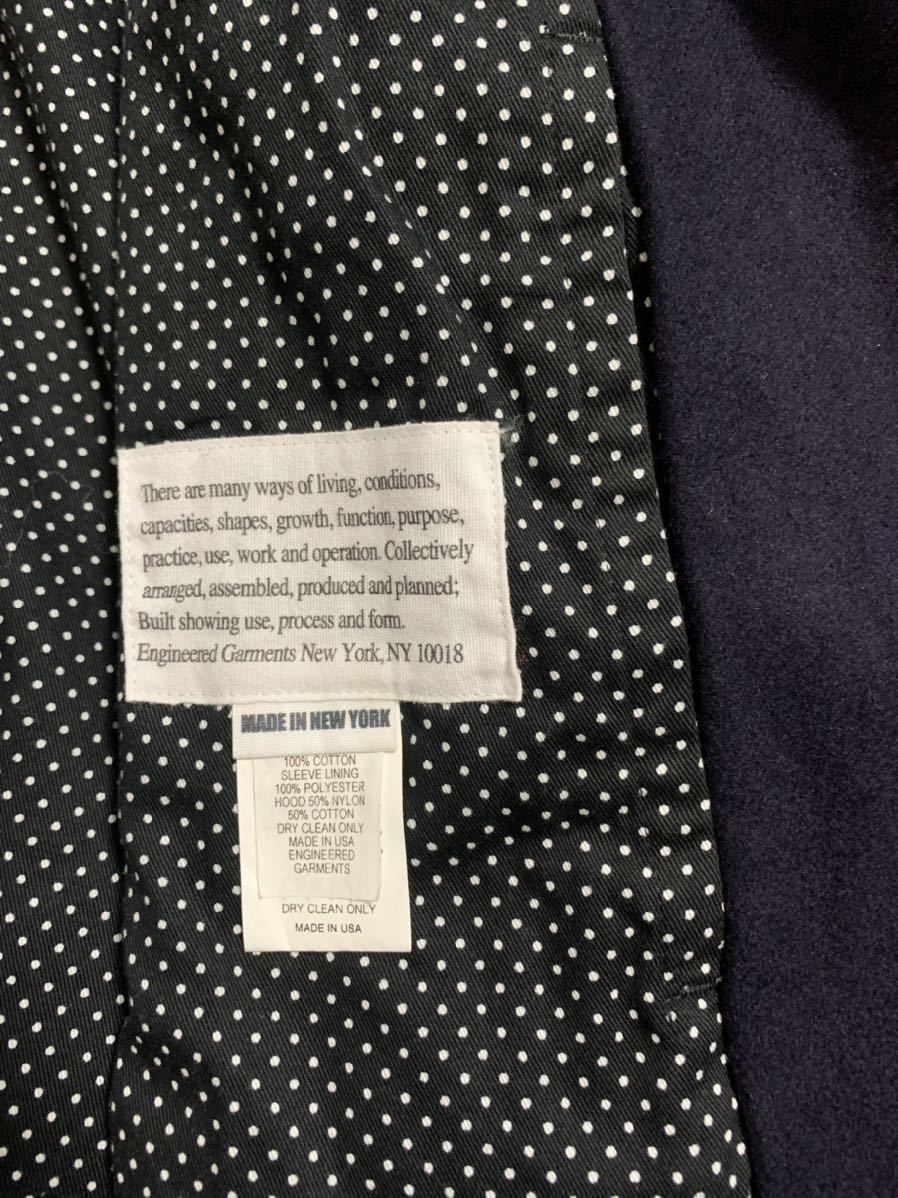 There are many ways of living, conditions,
capacities, shapes, growth, function, purpose,
practice, use, work and operation. Collectively
arranged, assembled, produced and planned;
Built showing use, process and form.
Engineered Garments New York, NY 10018
MADE IN NEW YORK
100% COTTON
SLEEVE LINING
100% POLYESTER
HOOD 50% NYLON
50% COTTON
DRY CLEAN ONLY
MADE IN USA
ENGINEERED
GARMENTS
DRY CLEAN ONLY
MADE IN USA